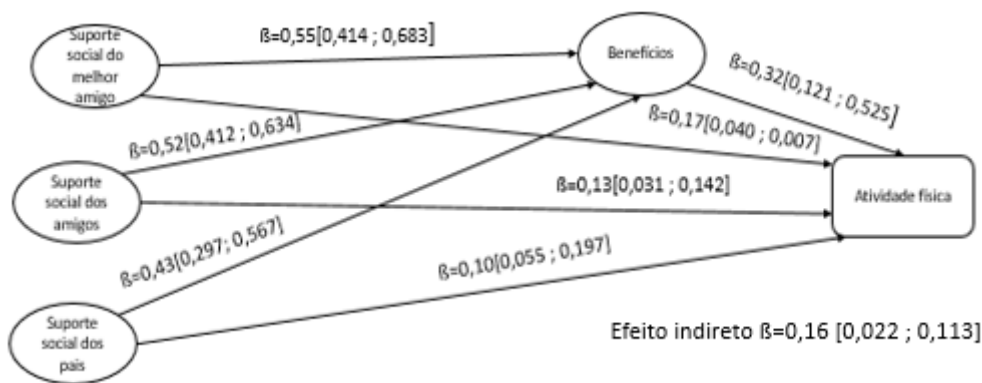 Suporte
social do
melhor
amigo
ß=0,55[0,414 ; 0,683]
Benefícios
ß=0,32[0,121 ; 0,525]
ß=0,52[0,412 ; 0,634]
ß=0,17[0,040 ; 0,007]
Suporte
social dos
amigos
ß=0,13[0,031 ; 0,142]
Atividade física
ß=0,43[0,297; 0,567]
ß=0,10[0,055 ; 0,197]
Suporte
social dos
pais
Efeito indireto ß=0,16 [0,022 ; 0,113]